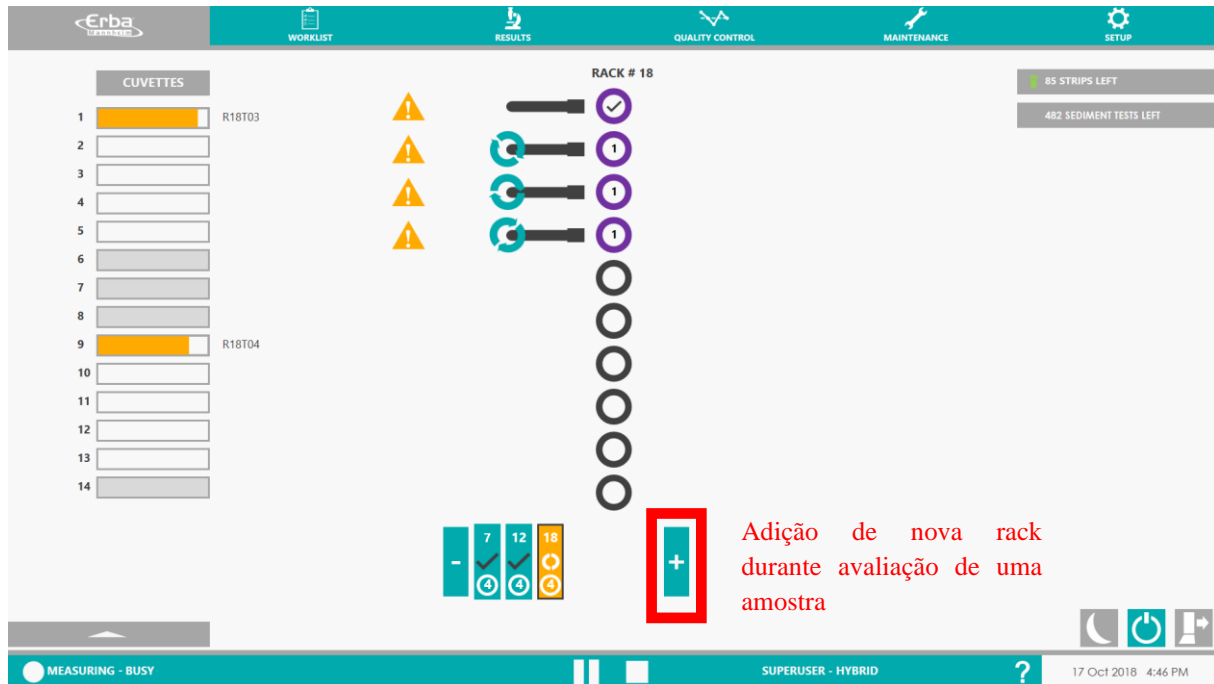 Erba
Mannheim
WORKLIST
RESULTS
QUALITY CONTROL
MAINTENANCE
SETUP
CUVETTES
RACK # 18
85 STRIPS LEFT
482 SEDIMENT TESTS LEFT
1 R18T03
2
3
4
5
6
7
8
9 R18T04
10
11
12
13
14
1
1
1
- 7 12 18 +
4 4 4
Adição de nova rack
durante avaliação de uma
amostra
MEASURING - BUSY
SUPERUSER - HYBRID
?
17 Oct 2018 4:46 PM